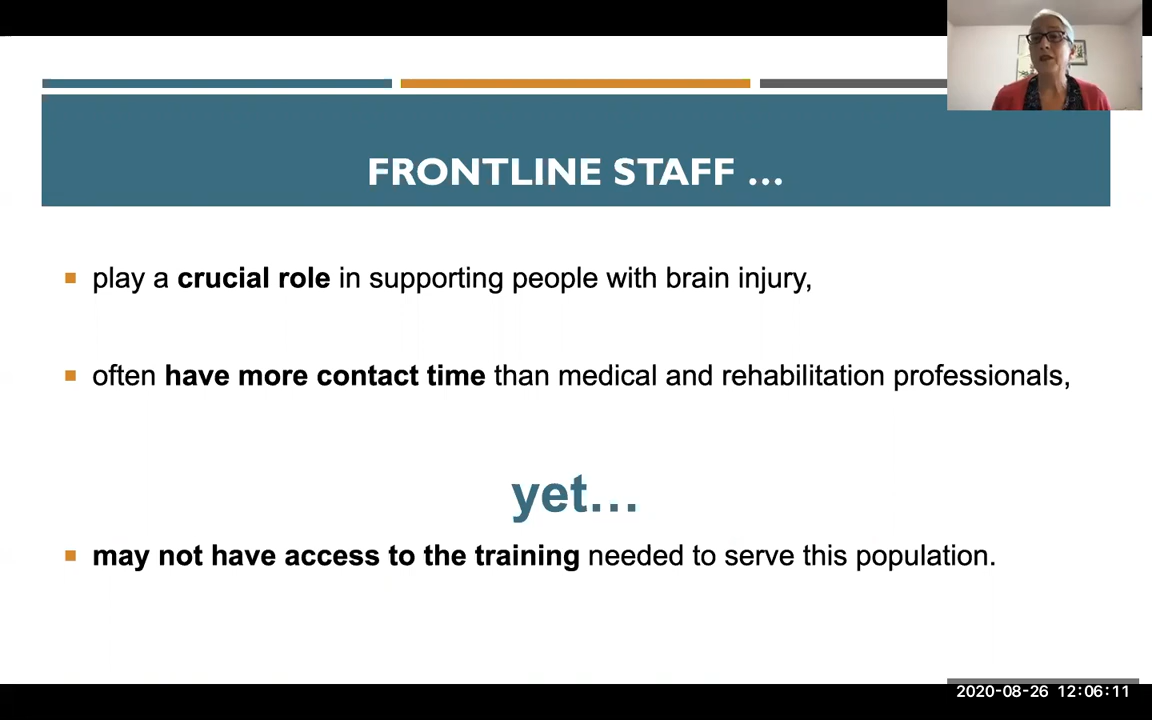 FRONTLINE STAFF ...
play a crucial role in supporting people with brain injury,
often have more contact time than medical and rehabilitation professionals,
yet...
may not have access to the training needed to serve this population.
2020-08-26 12:06:11